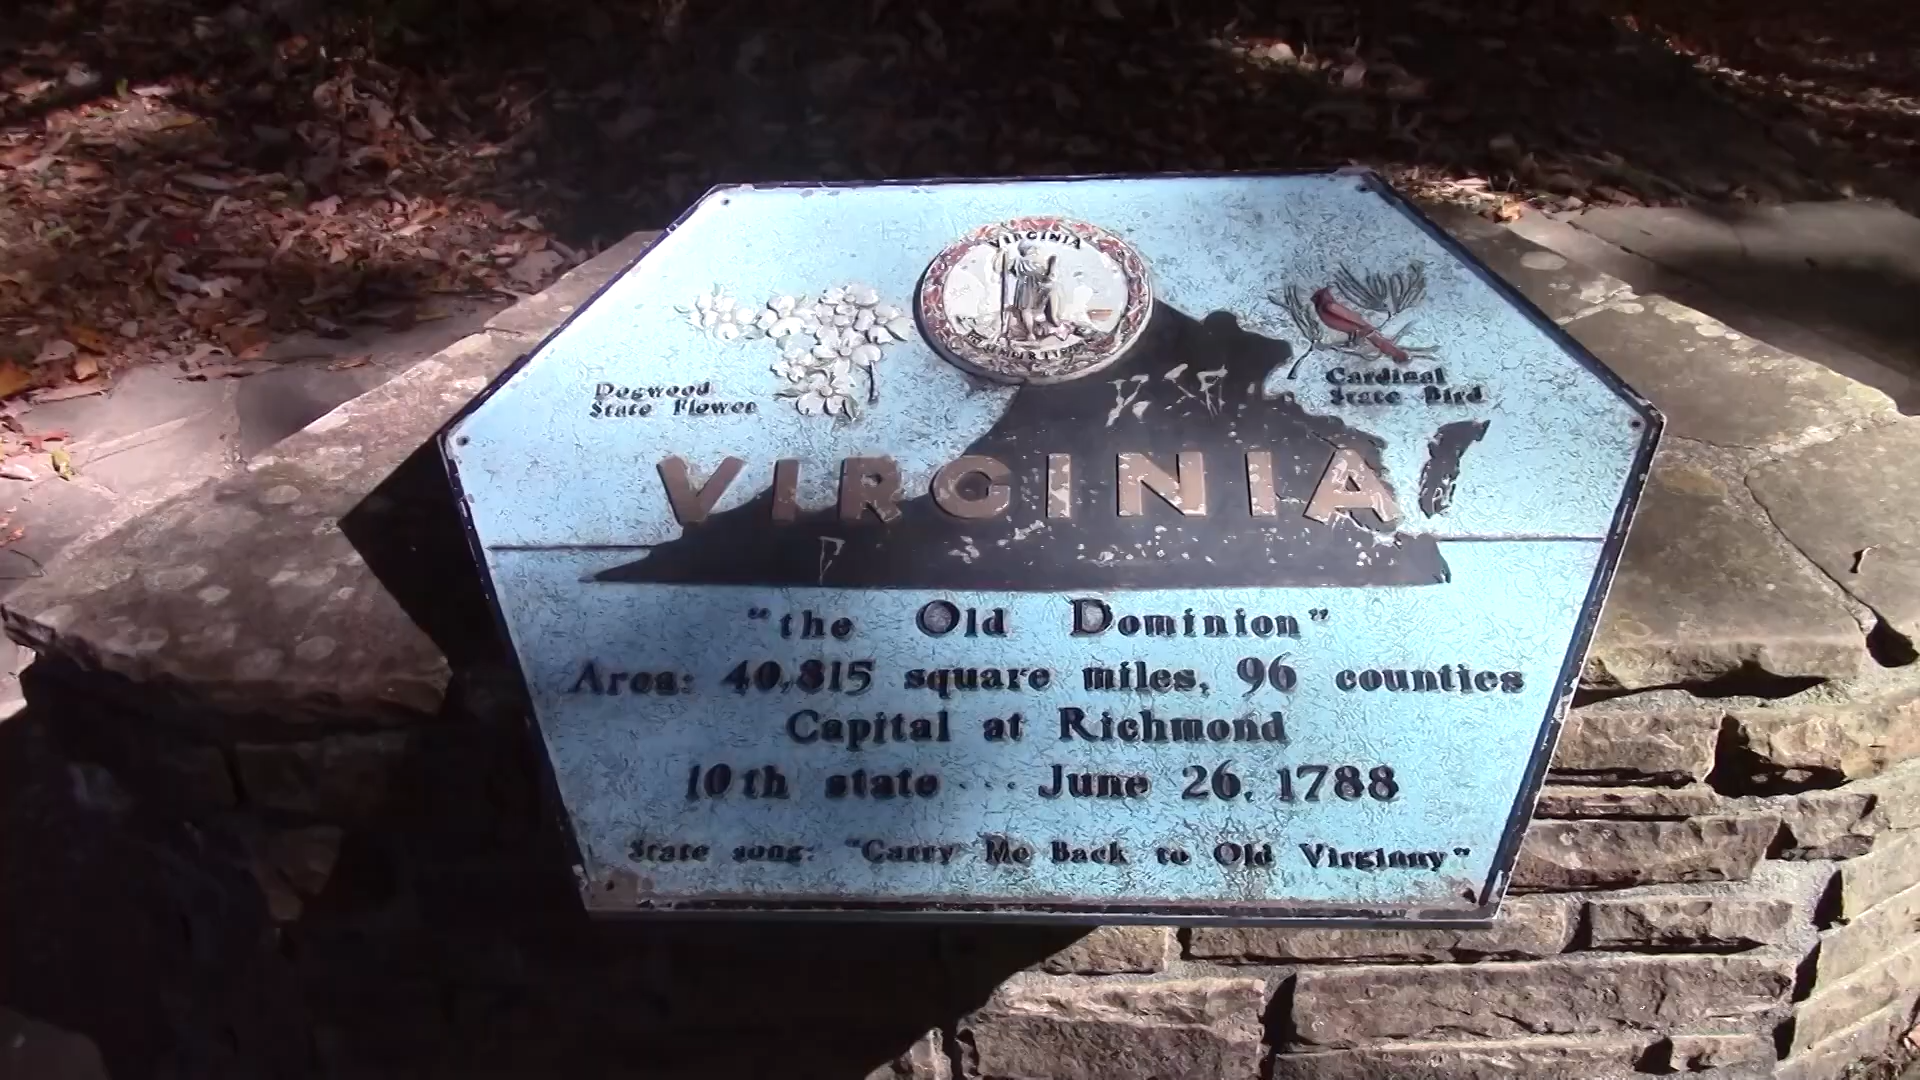 VIRGINIA
Dogwood
State Flower
Cardinal
State Bird
VIRGINIA
"the Old Dominion"
Area: 40,815 square miles, 96 counties
Capital at Richmond
10th state ... June 26, 1788
State song: "Carry Me Back to Old Virginny"